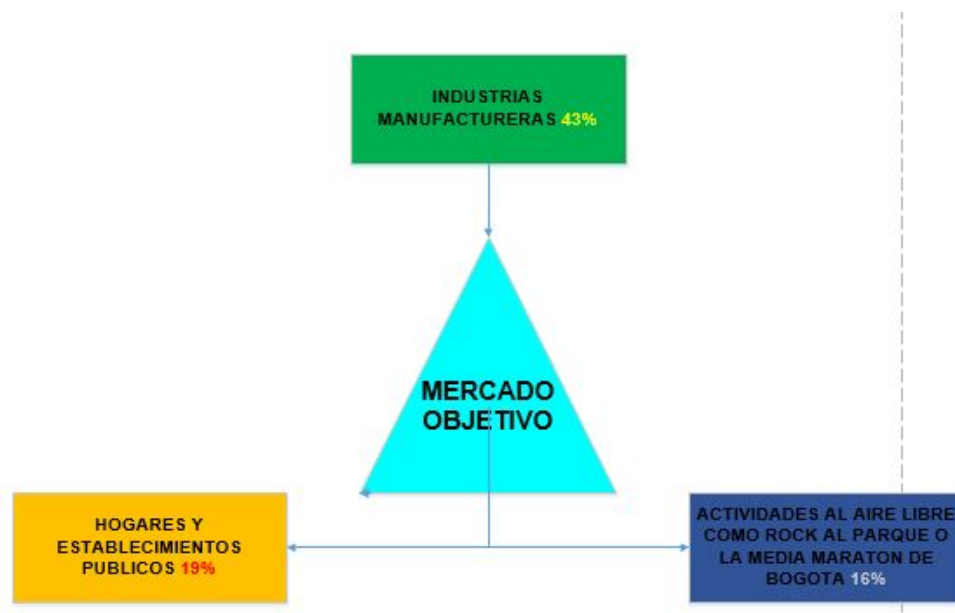 INDUSTRIAS
MANUFACTURERAS 43%
MERCADO
OBJETIVO
HOGARES Y
ESTABLECIMIENTOS
PUBLICOS 19%
ACTIVIDADES AL AIRE LIBRE
COMO ROCK AL PARQUE O
LA MEDIA MARATON DE
BOGOTA 16%